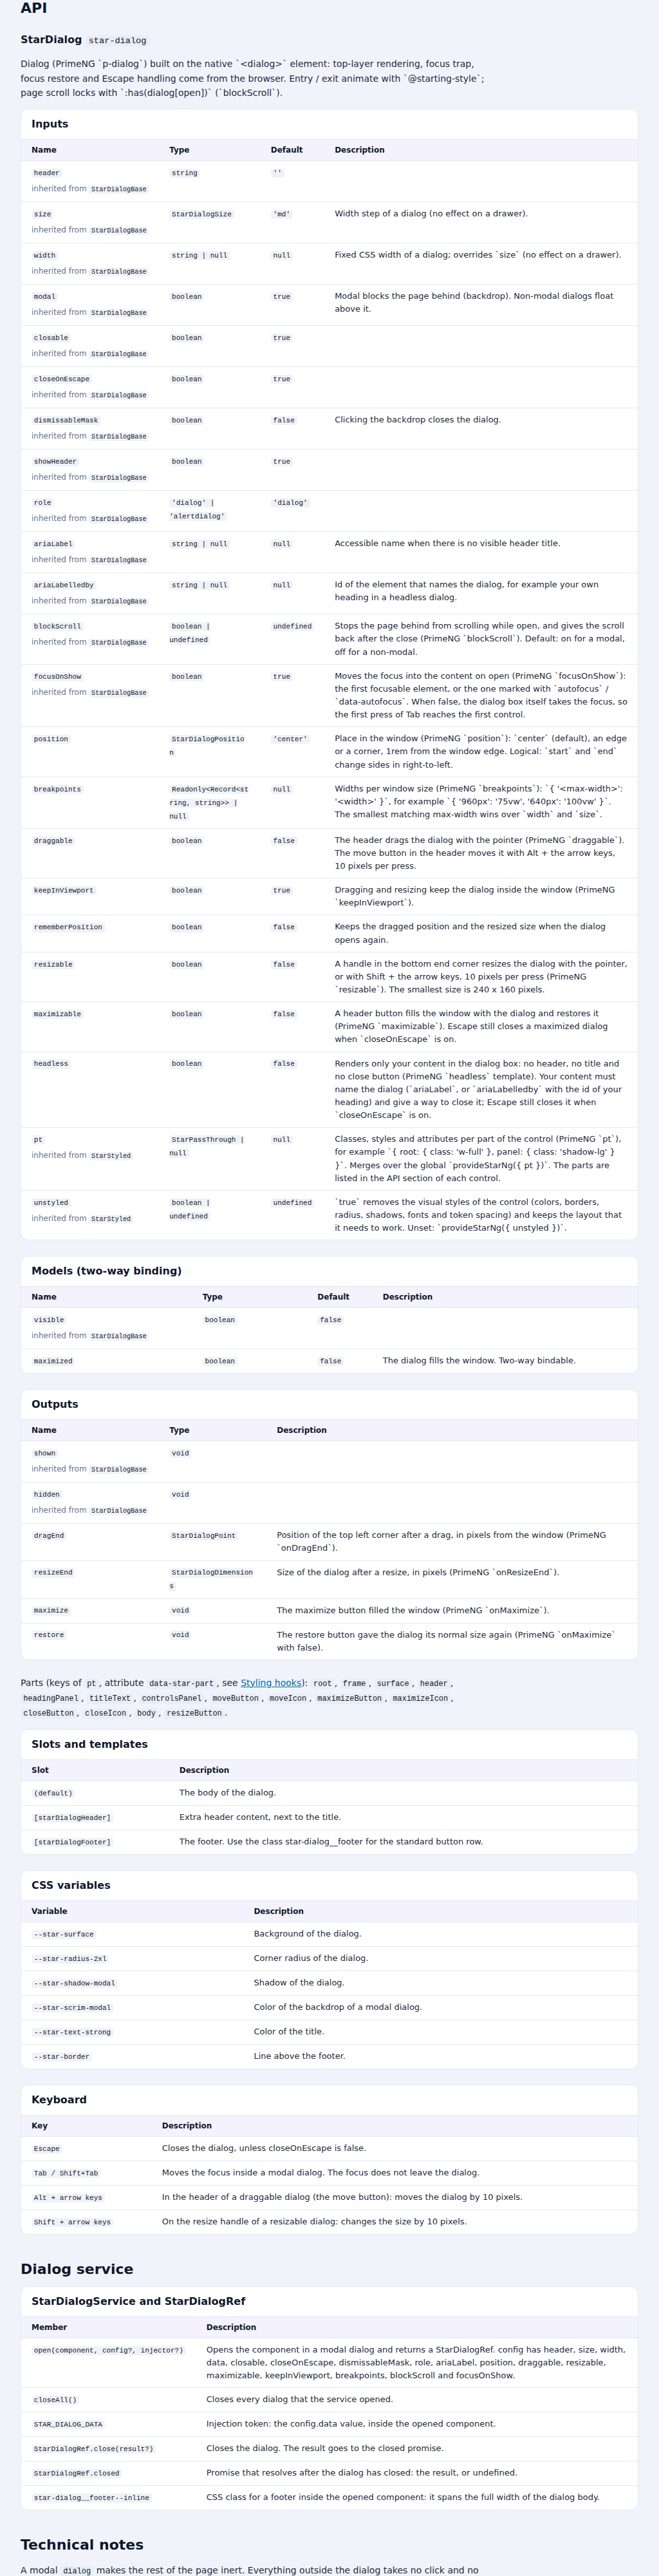 API
StarDialog star-dialog
Dialog (PrimeNG `p-dialog`) built on the native `<dialog>` element: top-layer rendering, focus trap,
focus restore and Escape handling come from the browser. Entry / exit animate with `@starting-style`;
page scroll locks with `:has(dialog[open])` (`blockScroll`).
Inputs
Name Type Default Description
header string ''
inherited from StarDialogBase
size StarDialogSize 'md' Width step of a dialog (no effect on a drawer).
inherited from StarDialogBase
width string | null null Fixed CSS width of a dialog; overrides `size` (no effect on a drawer).
inherited from StarDialogBase
modal boolean true Modal blocks the page behind (backdrop). Non-modal dialogs float
above it.
inherited from StarDialogBase
closable boolean true
inherited from StarDialogBase
closeOnEscape boolean true
inherited from StarDialogBase
dismissableMask boolean false Clicking the backdrop closes the dialog.
inherited from StarDialogBase
showHeader boolean true
inherited from StarDialogBase
role 'dialog' | 'dialog'
'alertdialog'
inherited from StarDialogBase
ariaLabel string | null null Accessible name when there is no visible header title.
inherited from StarDialogBase
ariaLabelledby string | null null Id of the element that names the dialog, for example your own
heading in a headless dialog.
inherited from StarDialogBase
blockScroll boolean | undefined Stops the page behind from scrolling while open, and gives the scroll
undefined back after the close (PrimeNG `blockScroll`). Default: on for a modal,
inherited from StarDialogBase off for a non-modal.
focusOnShow boolean true Moves the focus into the content on open (PrimeNG `focusOnShow`):
the first focusable element, or the one marked with `autofocus` /
inherited from StarDialogBase `data-autofocus`. When false, the dialog box itself takes the focus, so
the first press of Tab reaches the first control.
position StarDialogPositio 'center' Place in the window (PrimeNG `position`): `center` (default), an edge
n or a corner, 1rem from the window edge. Logical: `start` and `end`
change sides in right-to-left.
breakpoints Readonly<Record<st null Widths per window size (PrimeNG `breakpoints`): `{ '<max-width>':
ring, string>> | '<width>' }`, for example `{ '960px': '75vw', '640px': '100vw' }`.
null The smallest matching max-width wins over `width` and `size`.
draggable boolean false The header drags the dialog with the pointer (PrimeNG `draggable`).
The move button in the header moves it with Alt + the arrow keys,
10 pixels per press.
keepInViewport boolean true Dragging and resizing keep the dialog inside the window (PrimeNG
`keepInViewport`).
rememberPosition boolean false Keeps the dragged position and the resized size when the dialog
opens again.
resizable boolean false A handle in the bottom end corner resizes the dialog with the pointer,
or with Shift + the arrow keys, 10 pixels per press (PrimeNG
`resizable`). The smallest size is 240 x 160 pixels.
maximizable boolean false A header button fills the window with the dialog and restores it
(PrimeNG `maximizable`). Escape still closes a maximized dialog
when `closeOnEscape` is on.
headless boolean false Renders only your content in the dialog box: no header, no title and
no close button (PrimeNG `headless` template). Your content must
name the dialog (`ariaLabel`, or `ariaLabelledby` with the id of your
heading) and give a way to close it; Escape still closes it when
`closeOnEscape` is on.
pt StarPassThrough | null Classes, styles and attributes per part of the control (PrimeNG `pt`),
null for example `{ root: { class: 'w-full' }, panel: { class: 'shadow-lg' }
inherited from StarStyled }`. Merges over the global `provideStarNg({ pt })`. The parts are
listed in the API section of each control.
unstyled boolean | undefined `true` removes the visual styles of the control (colors, borders,
undefined radius, shadows, fonts and token spacing) and keeps the layout that
inherited from StarStyled it needs to work. Unset: `provideStarNg({ unstyled })`.
Models (two-way binding)
Name Type Default Description
visible boolean false
inherited from StarDialogBase
maximized boolean false The dialog fills the window. Two-way bindable.
Outputs
Name Type Description
shown void
inherited from StarDialogBase
hidden void
inherited from StarDialogBase
dragEnd StarDialogPoint Position of the top left corner after a drag, in pixels from the window (PrimeNG
`onDragEnd`).
resizeEnd StarDialogDimension Size of the dialog after a resize, in pixels (PrimeNG `onResizeEnd`).
s
maximize void The maximize button filled the window (PrimeNG `onMaximize`).
restore void The restore button gave the dialog its normal size again (PrimeNG `onMaximize`
with false).
Parts (keys of pt, attribute data-star-part, see Styling hooks): root, frame, surface, header,
headingPanel, titleText, controlsPanel, moveButton, moveIcon, maximizeButton, maximizeIcon,
closeButton, closeIcon, body, resizeButton.
Slots and templates
Slot Description
(default) The body of the dialog.
[starDialogHeader] Extra header content, next to the title.
[starDialogFooter] The footer. Use the class star-dialog__footer for the standard button row.
CSS variables
Variable Description
--star-surface Background of the dialog.
--star-radius-2xl Corner radius of the dialog.
--star-shadow-modal Shadow of the dialog.
--star-scrim-modal Color of the backdrop of a modal dialog.
--star-text-strong Color of the title.
--star-border Line above the footer.
Keyboard
Key Description
Escape Closes the dialog, unless closeOnEscape is false.
Tab / Shift+Tab Moves the focus inside a modal dialog. The focus does not leave the dialog.
Alt + arrow keys In the header of a draggable dialog (the move button): moves the dialog by 10 pixels.
Shift + arrow keys On the resize handle of a resizable dialog: changes the size by 10 pixels.
Dialog service
StarDialogService and StarDialogRef
Member Description
open(component, config?, injector?) Opens the component in a modal dialog and returns a StarDialogRef. config has header, size, width,
data, closable, closeOnEscape, dismissableMask, role, ariaLabel, position, draggable, resizable,
maximizable, keepInViewport, breakpoints, blockScroll and focusOnShow.
closeAll() Closes every dialog that the service opened.
STAR_DIALOG_DATA Injection token: the config.data value, inside the opened component.
StarDialogRef.close(result?) Closes the dialog. The result goes to the closed promise.
StarDialogRef.closed Promise that resolves after the dialog has closed: the result, or undefined.
star-dialog__footer--inline CSS class for a footer inside the opened component: it spans the full width of the dialog body.
Technical notes
A modal dialog makes the rest of the page inert. Everything outside the dialog takes no click and no